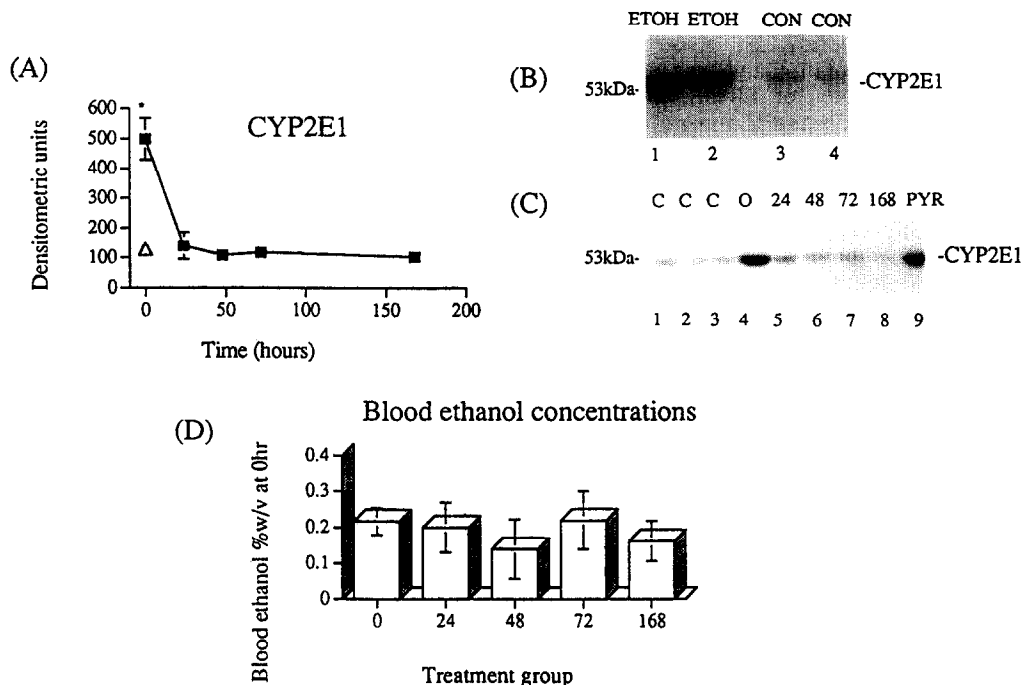 (A)
CYP2E1
*
600
500
400
300
200
100
0
Densitometric units
0 50 100 150 200
Time (hours)
ETOH ETOH CON CON
(B)
53kDa-
-CYP2E1
1 2 3 4
(C)
C C C O 24 48 72 168 PYR
53kDa-
-CYP2E1
1 2 3 4 5 6 7 8 9
(D)
Blood ethanol concentrations
Blood ethanol %w/v at 0hr
0.4
0.3
0.2
0.1
0
0 24 48 72 168
Treatment group